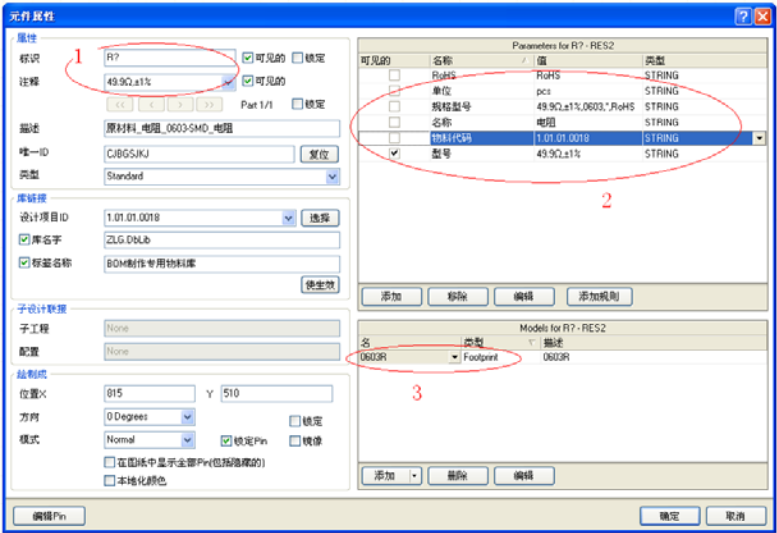 元件属性
属性
1
标识 R? 可见的 锁定
注释 49.9Ω,±1% 可见的
<< < > >> Part 1/1 锁定
描述 原材料_电阻_0603-SMD_电阻
唯一ID CJBGSJKJ 复位
类型 Standard
库链接
设计项目ID 1.01.01.0018 选择
库名字 ZLG.DbLib
标签名称 BOM制作专用物料库
使生效
子设计联接
子工程 None
配置 None
绘制成
位置X 815 Y 510
方向 0 Degrees 锁定
模式 Normal 锁定Pin 镜像
在图纸中显示全部Pin(包括隐藏的)
本地化颜色
Parameters for R? - RES2
可见的 名称 / 值 类型
RoHS RoHS STRING
单位 pcs STRING
规格型号 49.9Ω,±1%,0603,*,RoHS STRING
名称 电阻 STRING
物料代码 1.01.01.0018 STRING
型号 49.9Ω,±1% STRING
2
添加 移除 编辑 添加规则
Models for R? - RES2
名 类型 描述
0603R Footprint 0603R
3
添加 删除 编辑
编辑Pin 确定 取消